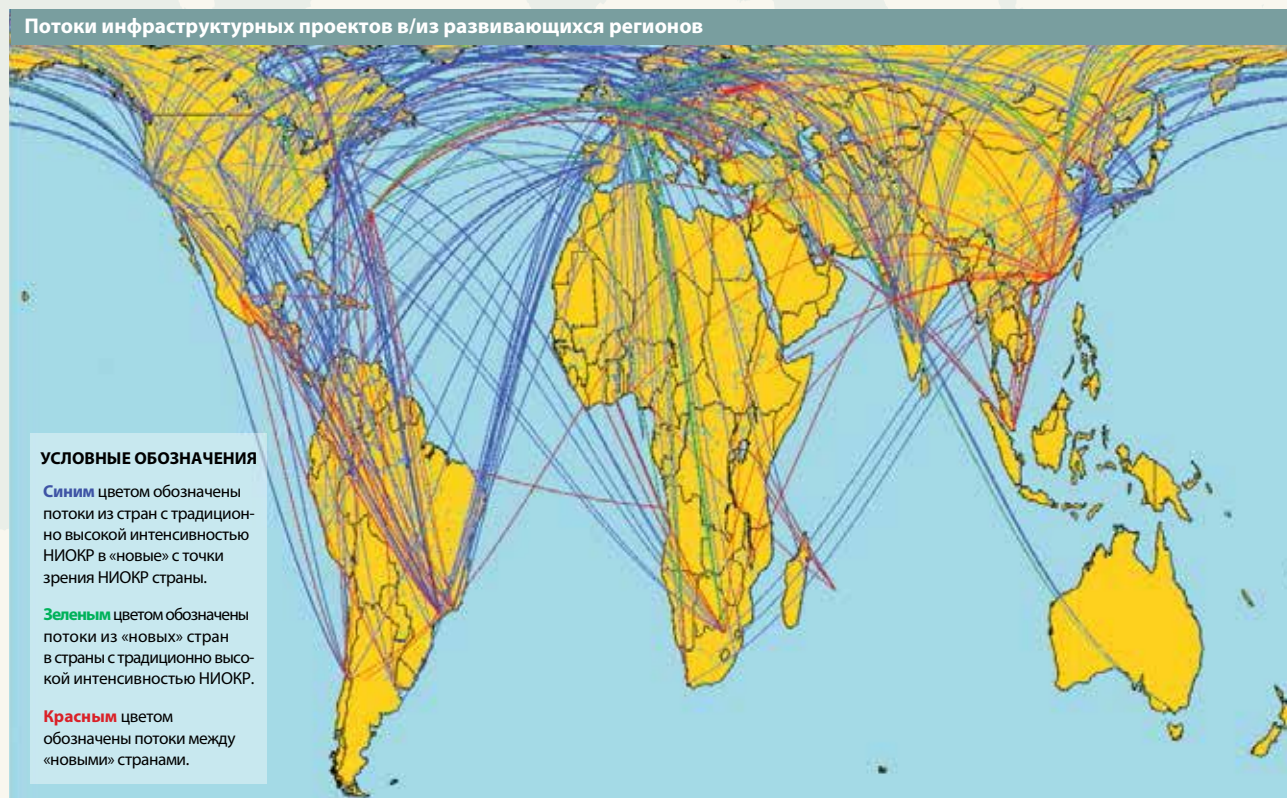 Потоки инфраструктурных проектов в/из развивающихся регионов
УСЛОВНЫЕ ОБОЗНАЧЕНИЯ
Синим цветом обозначены
потоки из стран с традицион-
но высокой интенсивностью
НИОКР в «новые» с точки
зрения НИОКР страны.
Зеленым цветом обозначены
потоки из «новых» стран
в страны с традиционно высо-
кой интенсивностью НИОКР.
Красным цветом
обозначены потоки между
«новыми» странами.